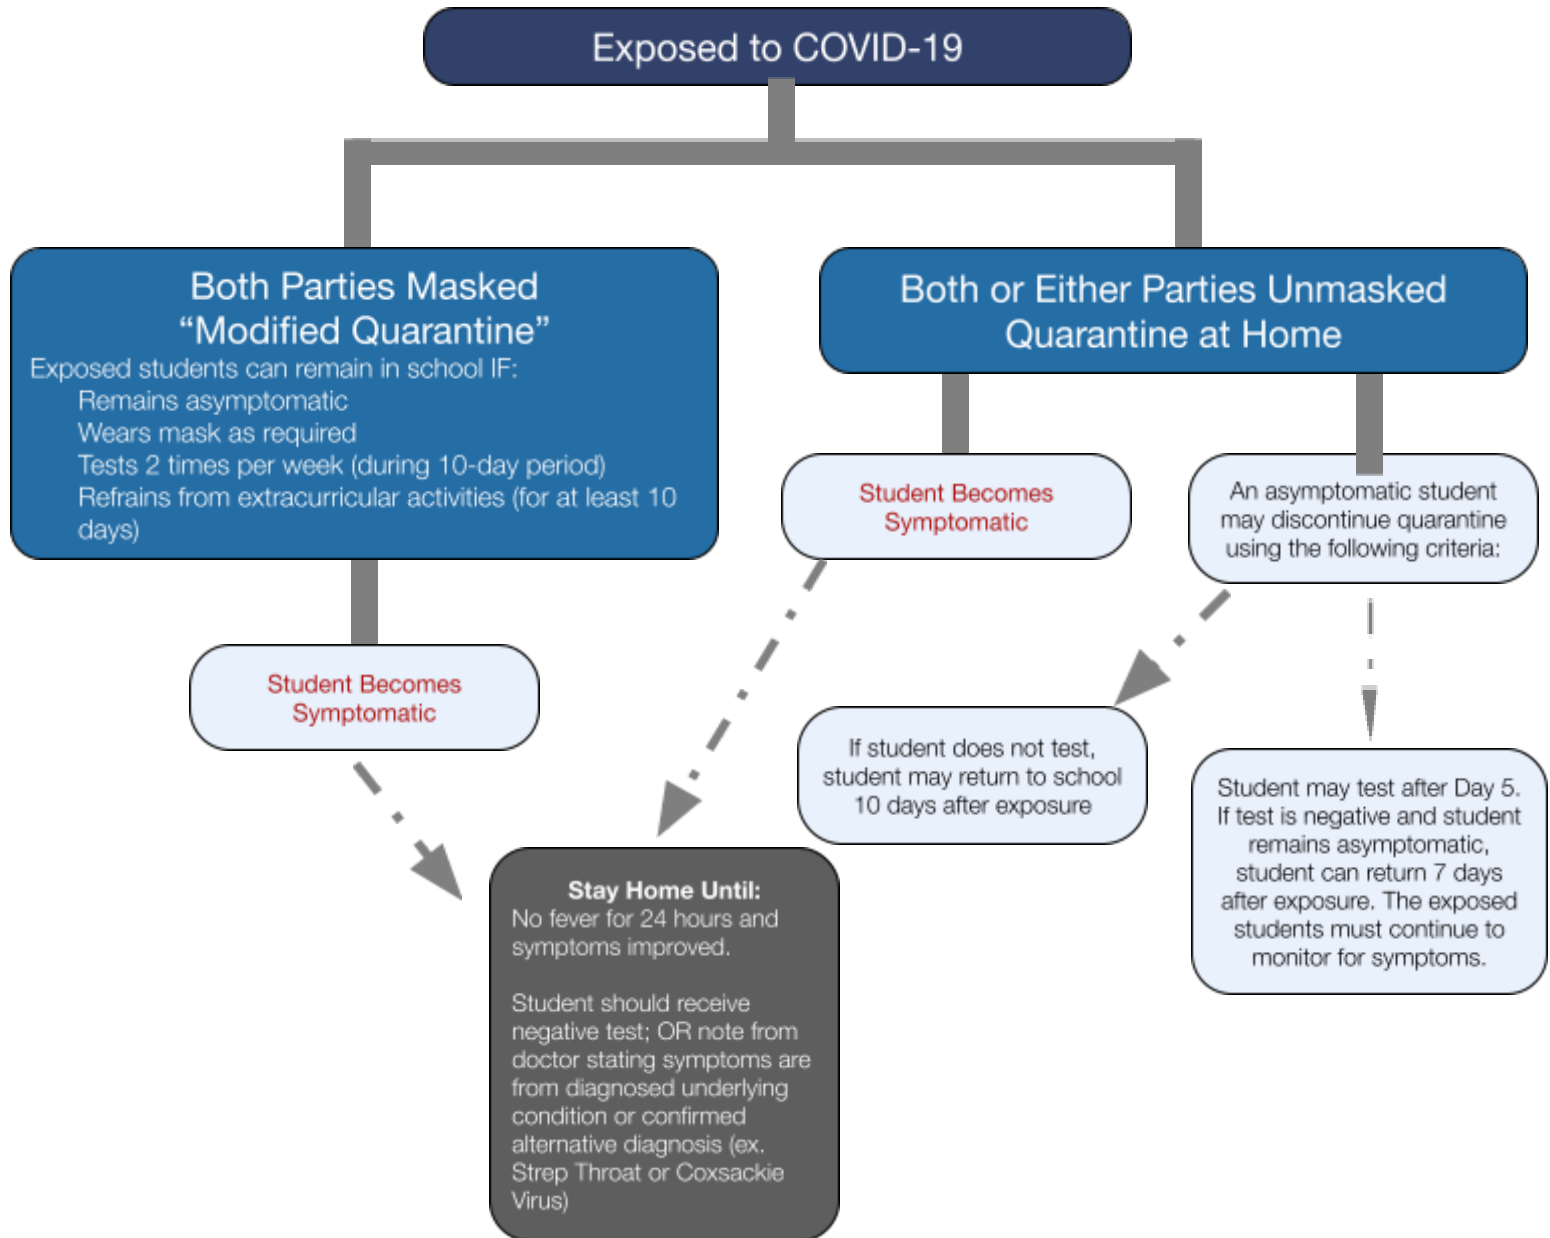 Exposed to COVID-19
Both Parties Masked
“Modified Quarantine”
Exposed students can remain in school IF:
Remains asymptomatic
Wears mask as required
Tests 2 times per week (during 10-day period)
Refrains from extracurricular activities (for at least 10
days)
Both or Either Parties Unmasked
Quarantine at Home
Student Becomes
Symptomatic
An asymptomatic student
may discontinue quarantine
using the following criteria:
Student Becomes
Symptomatic
If student does not test,
student may return to school
10 days after exposure
Student may test after Day 5.
If test is negative and student
remains asymptomatic,
student can return 7 days
after exposure. The exposed
students must continue to
monitor for symptoms.
Stay Home Until:
No fever for 24 hours and
symptoms improved.
Student should receive
negative test; OR note from
doctor stating symptoms are
from diagnosed underlying
condition or confirmed
alternative diagnosis (ex.
Strep Throat or Coxsackie
Virus)